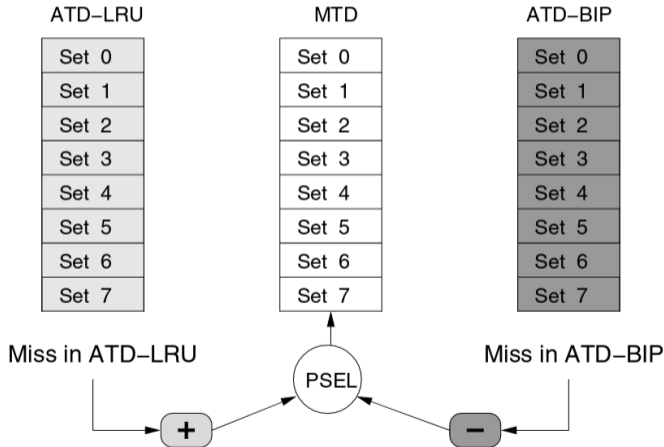 ATD–LRU
MTD
ATD–BIP
Set 0
Set 0
Set 0
Set 1
Set 1
Set 1
Set 2
Set 2
Set 2
Set 3
Set 3
Set 3
Set 4
Set 4
Set 4
Set 5
Set 5
Set 5
Set 6
Set 6
Set 6
Set 7
Set 7
Set 7
Miss in ATD–LRU
Miss in ATD–BIP
PSEL
+
–